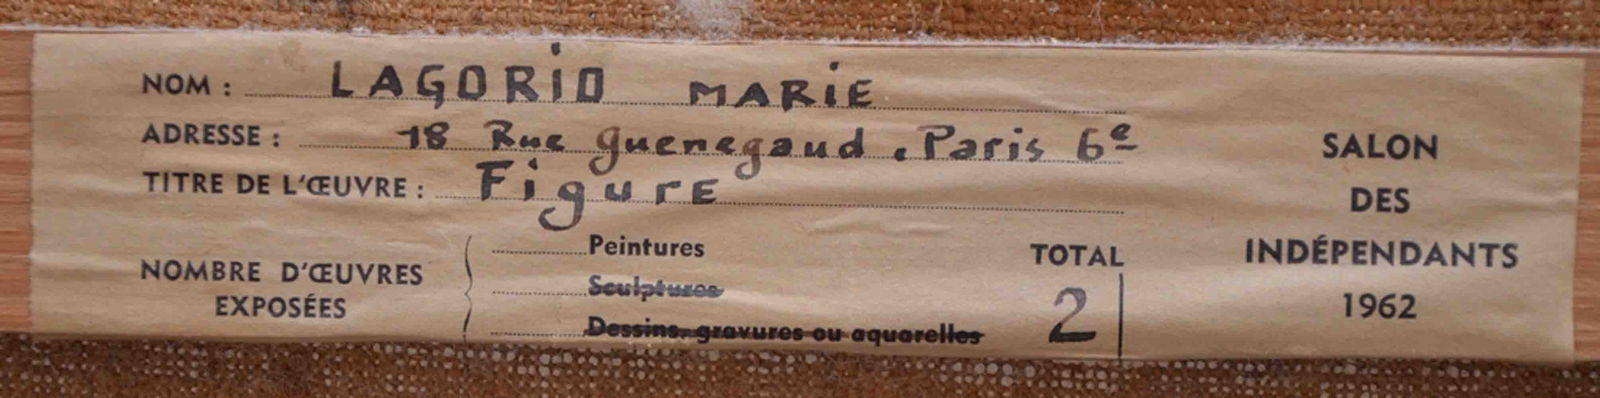 NOM : LAGORiO MARiE
ADRESSE : 18 Rue guenegaud . Paris 6e
TITRE DE L'ŒUVRE : FigurE
NOMBRE D'ŒUVRES
EXPOSÉES
Peintures
Sculptures
Dessins, gravures ou aquarelles
TOTAL
2
SALON
DES
INDÉPENDANTS
1962